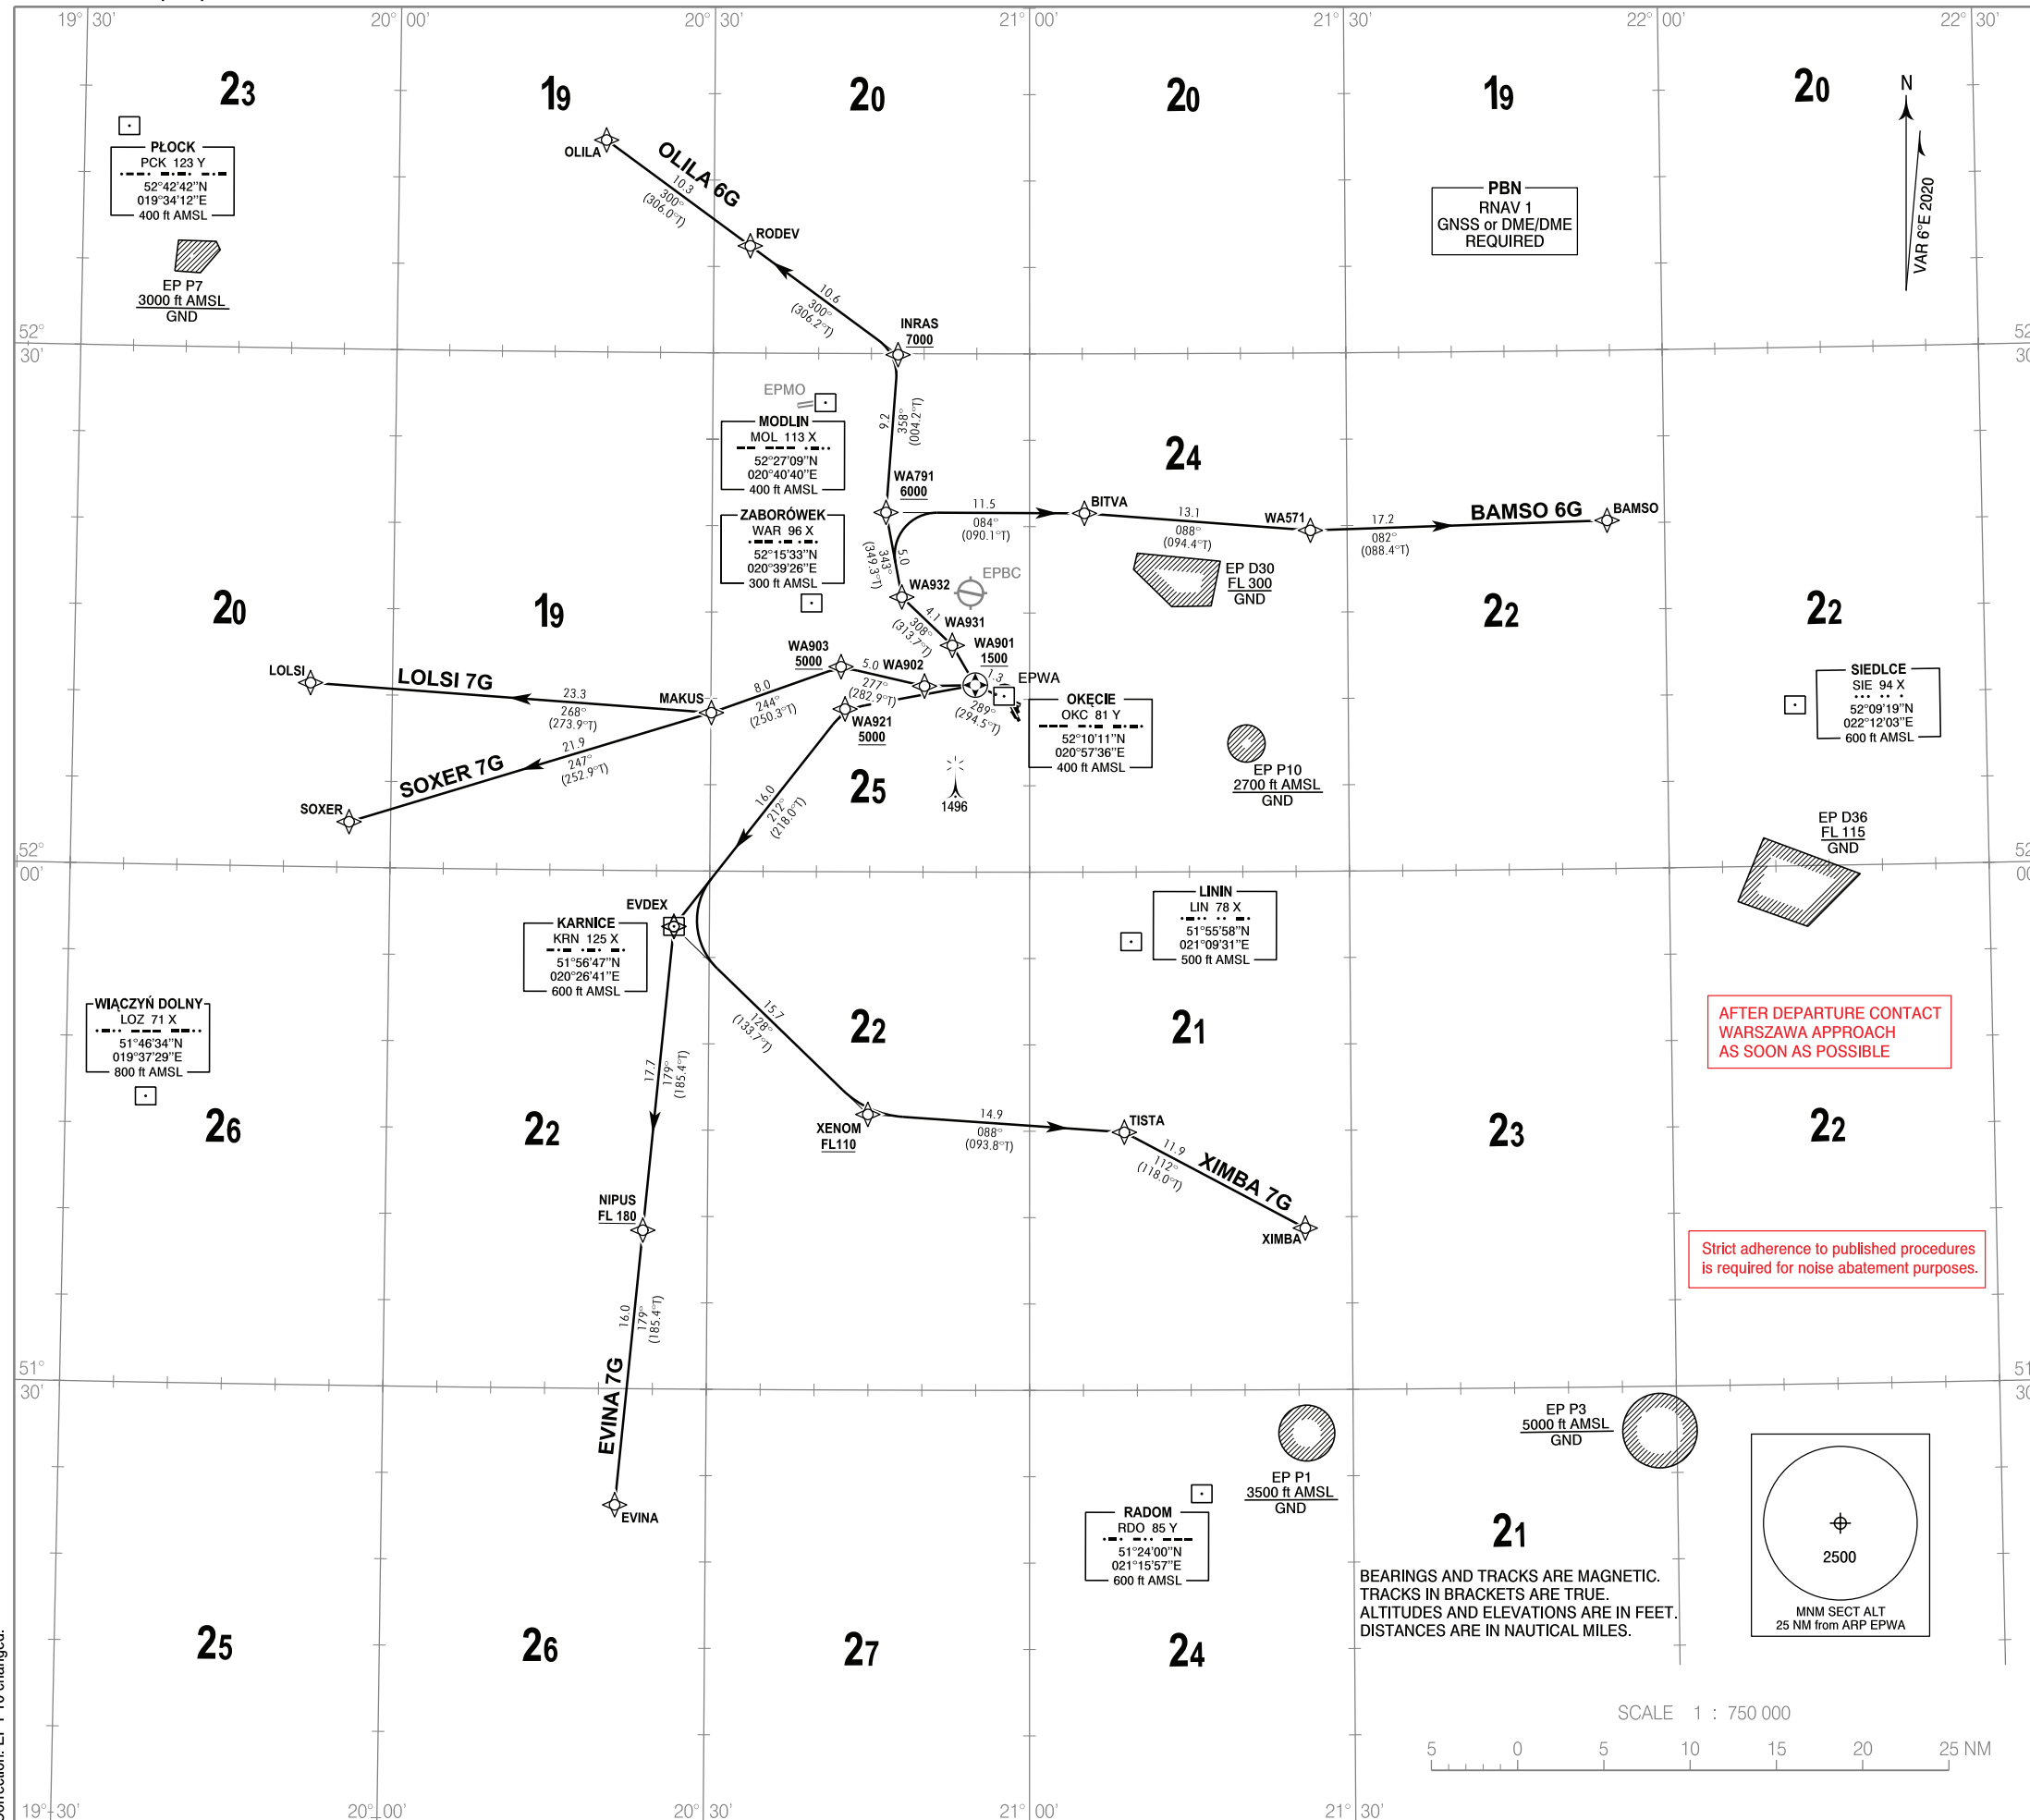 19° 30'
20° 00'
20° 30'
21° 00'
21° 30'
22° 00'
22° 30'
23
19
20
20
19
20
N
VAR 6°E 2020
PŁOCK
PCK 123 Y
52°42'42"N
019°34'12"E
400 ft AMSL
EP P7
3000 ft AMSL
GND
OLILA
OLILA 6G
10.3
300°
(306.0°T)
RODEV
10.6
300°
(306.2°T)
INRAS
7000
PBN
RNAV 1
GNSS or DME/DME
REQUIRED
52°
30'
52
30
EPMO
MODLIN
MOL 113 X
52°27'09"N
020°40'40"E
400 ft AMSL
9.2
358°
(004.2°T)
WA791
6000
24
11.5
084°
(090.1°T)
BITVA
13.1
088°
(094.4°T)
WA571
17.2
082°
(088.4°T)
BAMSO 6G
BAMSO
ZABORÓWEK
WAR 96 X
52°15'33"N
020°39'26"E
300 ft AMSL
5.0
343°
(349.3°T)
WA932
EPBC
EP D30
FL 300
GND
20
19
22
22
4.1
308°
(313.7°T)
WA931
WA901
1500
WA903
5000
5.0
WA902
277°
(282.9°T)
1.3
289°
(294.5°T)
EPWA
LOLSI
LOLSI 7G
23.3
268°
(273.9°T)
MAKUS
8.0
244°
(250.3°T)
WA921
5000
OKĘCIE
OKC 81 Y
52°10'11"N
020°57'36"E
400 ft AMSL
SIEDLCE
SIE 94 X
52°09'19"N
022°12'03"E
600 ft AMSL
SOXER
SOXER 7G
21.9
247°
(252.9°T)
25
1496
EP P10
2700 ft AMSL
GND
16.0
212°
(218.0°T)
EP D36
FL 115
GND
52°
00'
52
00
EVDEX
KARNICE
KRN 125 X
51°56'47"N
020°26'41"E
600 ft AMSL
LININ
LIN 78 X
51°55'58"N
021°09'31"E
500 ft AMSL
WIĄCZYŃ DOLNY
LOZ 71 X
51°46'34"N
019°37'29"E
800 ft AMSL
15.7
128°
(133.7°T)
22
21
AFTER DEPARTURE CONTACT
WARSZAWA APPROACH
AS SOON AS POSSIBLE
17.7
179°
(185.4°T)
26
22
23
22
XENOM
FL110
14.9
088°
(093.8°T)
TISTA
11.9
112°
(118.0°T)
XIMBA 7G
XIMBA
NIPUS
FL 180
Strict adherence to published procedures
is required for noise abatement purposes.
16.0
179°
(185.4°T)
EVINA 7G
EVINA
51°
30'
51
30
EP P1
3500 ft AMSL
GND
EP P3
5000 ft AMSL
GND
RADOM
RDO 85 Y
51°24'00"N
021°15'57"E
600 ft AMSL
21
2500
MNM SECT ALT
25 NM from ARP EPWA
BEARINGS AND TRACKS ARE MAGNETIC.
TRACKS IN BRACKETS ARE TRUE.
ALTITUDES AND ELEVATIONS ARE IN FEET.
DISTANCES ARE IN NAUTICAL MILES.
25
26
27
24
SCALE 1 : 750 000
5 0 5 10 15 20 25 NM
19° 30'
20° 00'
20° 30'
21° 00'
21° 30'